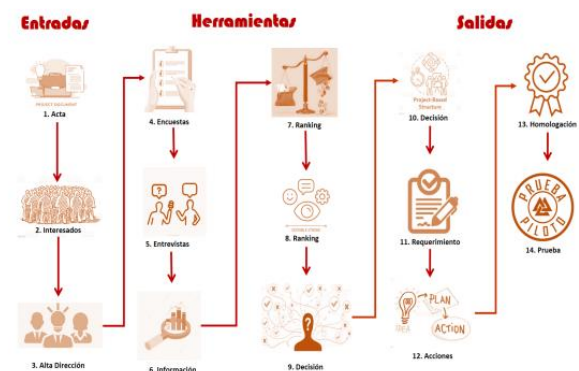 Entradas
Herramientas
Salidas
PROJECT DOCUMENT
1. Acta
2. Interesados
3. Alta Dirección
4. Encuestas
?
5. Entrevistas
6. Información
7. Ranking
8. Ranking
?
9. Decisión
Project-Based
Structure
10. Decisión
11. Requerimiento
IDEA
PLAN
ACTION
12. Acciones
13. Homologación
PRUEBA
PILOTO
14. Prueba